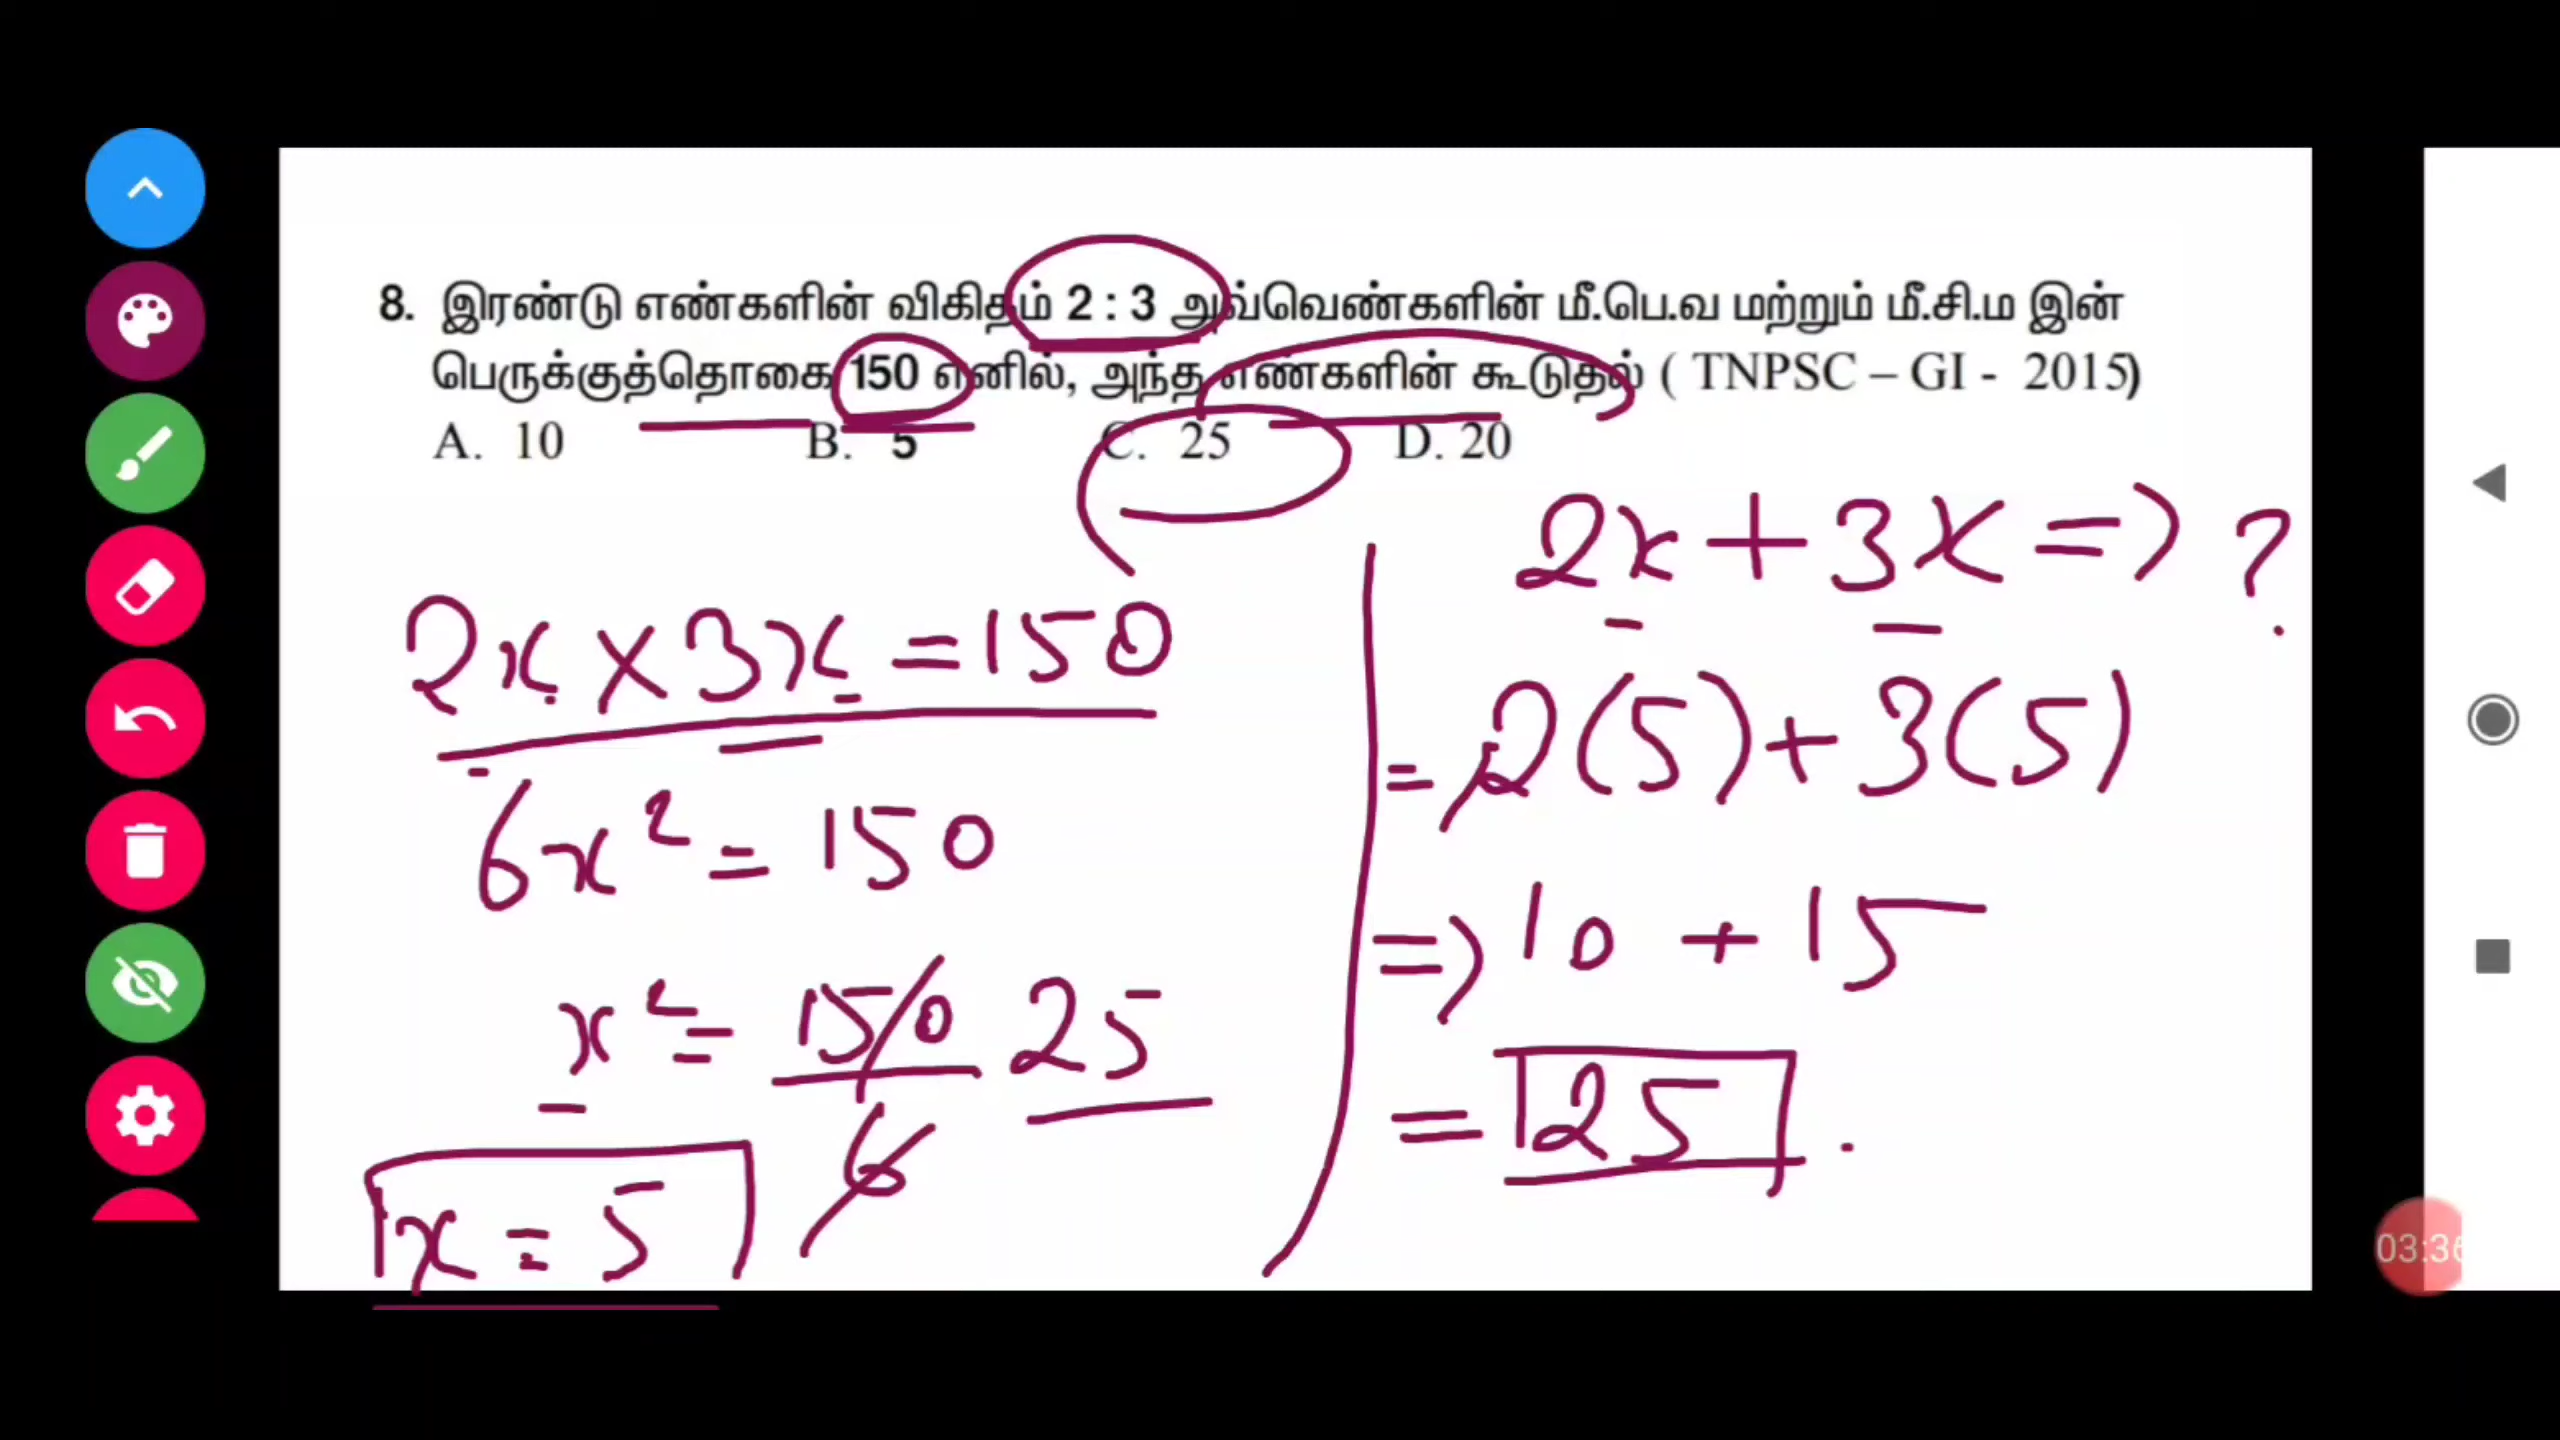 8. இரண்டு எண்களின் விகிதம் 2 : 3 அவ்வெண்களின் மீ.பெ.வ மற்றும் மீ.சி.ம இன்
பெருக்குத்தொகை 150 எனில், அந்த எண்களின் கூடுதல் ( TNPSC – GI - 2015)
A. 10 B. 5 C. 25 D. 20
2x × 3x = 150
6x² = 150
x² = 150/6 25
x = 5
2x + 3x => ?
= 2(5) + 3(5)
=> 10 + 15
= 25.
03:36